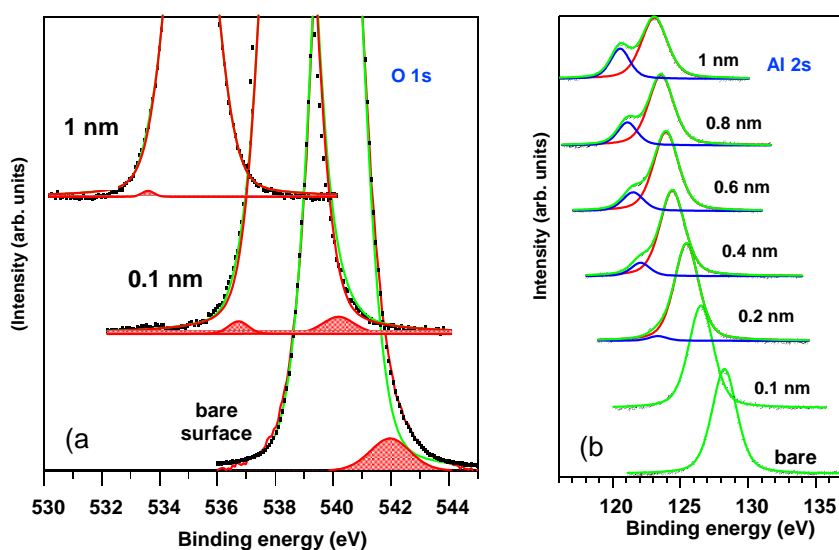 O 1s
1 nm
0.1 nm
bare
surface
(a
(Intensity (arb. units)
530 532 534 536 538 540 542 544
Binding energy (eV)
Al 2s
1 nm
0.8 nm
0.6 nm
0.4 nm
0.2 nm
0.1 nm
bare
(b)
Intensity (arb. units)
120 125 130 135
Binding energy (eV)